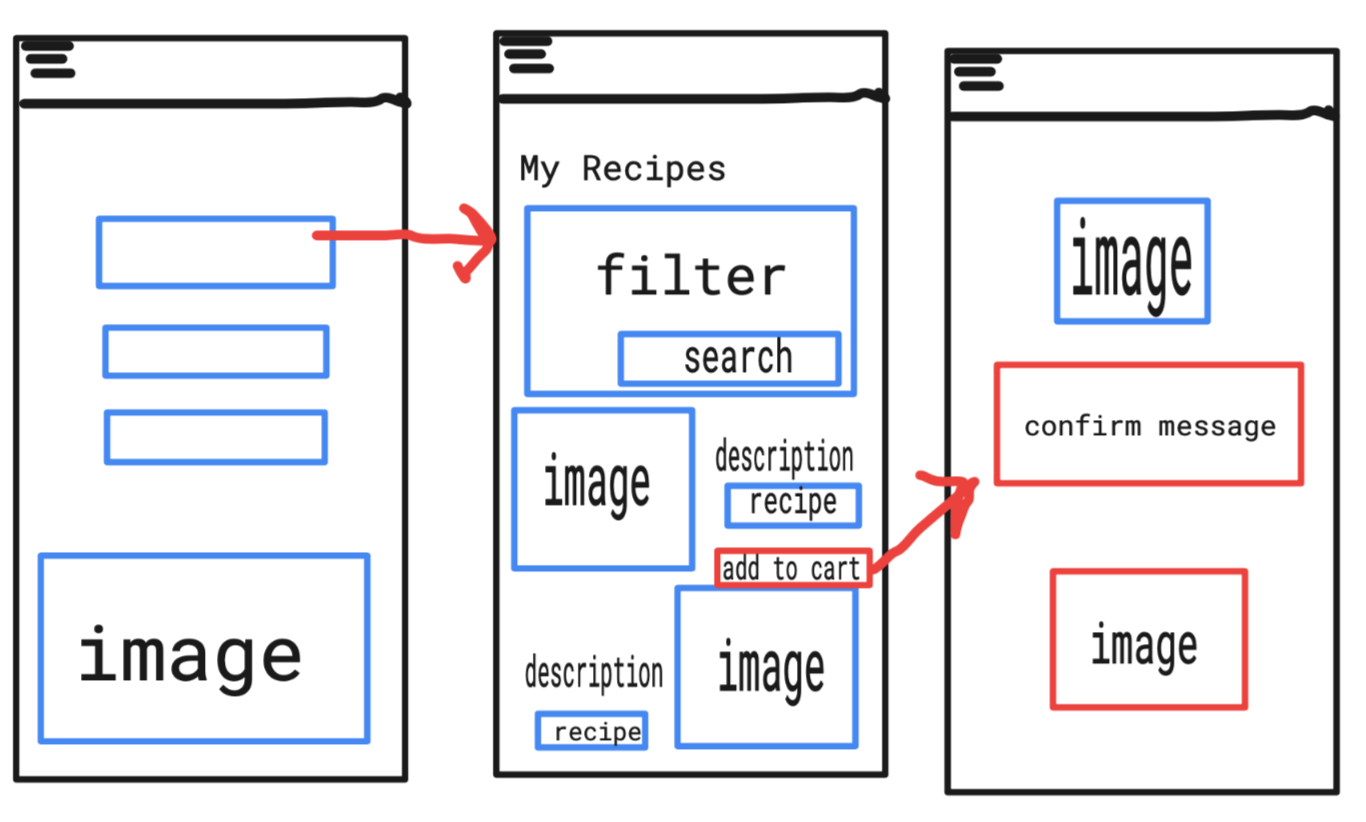 image
My Recipes
filter
search
image
description
recipe
add to cart
description
recipe
image
image
confirm message
image